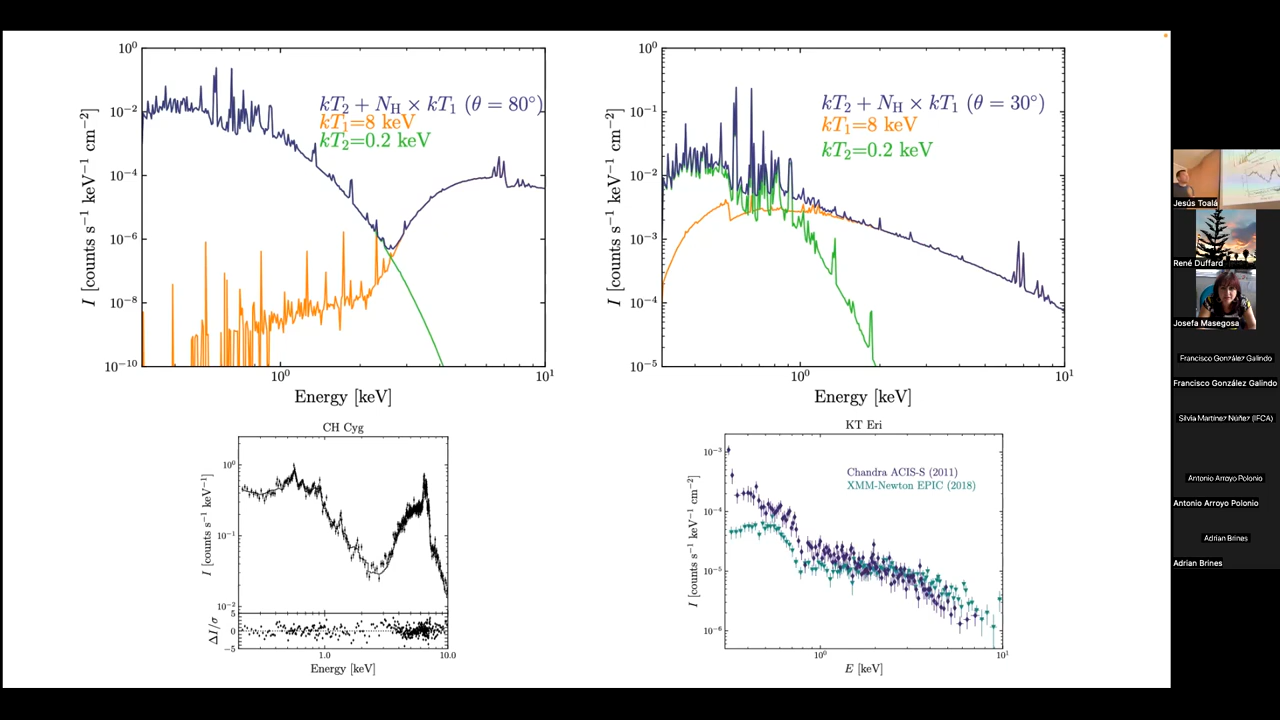 10⁰
10⁻²
10⁻⁴
10⁻⁶
10⁻⁸
10⁻¹⁰
I [counts s⁻¹ keV⁻¹ cm⁻²]
kT₂ + N_H × kT₁ (θ = 80°)
kT₁=8 keV
kT₂=0.2 keV
10⁰
10¹
Energy [keV]
10⁰
10⁻¹
10⁻²
10⁻³
10⁻⁴
10⁻⁵
I [counts s⁻¹ keV⁻¹ cm⁻²]
kT₂ + N_H × kT₁ (θ = 30°)
kT₁=8 keV
kT₂=0.2 keV
10⁰
10¹
Energy [keV]
CH Cyg
10⁰
10⁻¹
10⁻²
I [counts s⁻¹ keV⁻¹]
5
0
−5
ΔI/σ
1.0
10.0
Energy [keV]
KT Eri
10⁻³
10⁻⁴
10⁻⁵
10⁻⁶
I [counts s⁻¹ keV⁻¹ cm⁻²]
Chandra ACIS-S (2011)
XMM-Newton EPIC (2018)
10⁰
10¹
E [keV]
Jesús Toalá
René Duffard
Josefa Masegosa
Francisco González Galindo
Francisco González Galindo
Silvia Martínez Núñez (IFCA)
Antonio Arroyo Polonio
Antonio Arroyo Polonio
Adrian Brines
Adrian Brines